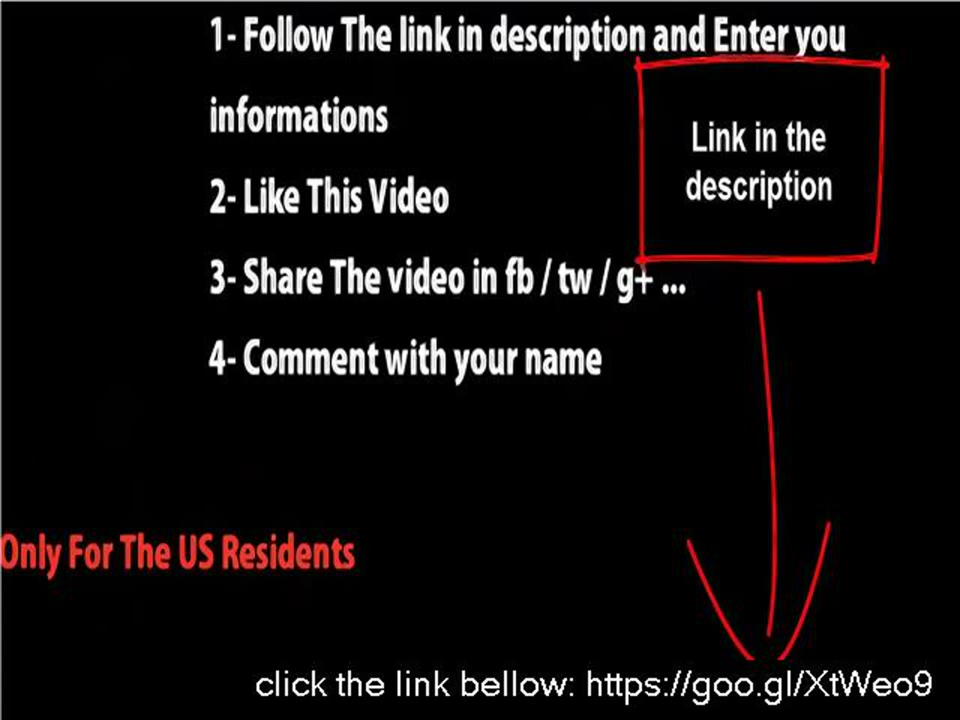 1- Follow The link in description and Enter you
informations
Link in the
description
2- Like This Video
3- Share The video in fb / tw / g+ ...
4- Comment with your name
Only For The US Residents
click the link bellow: https://goo.gl/XtWeo9